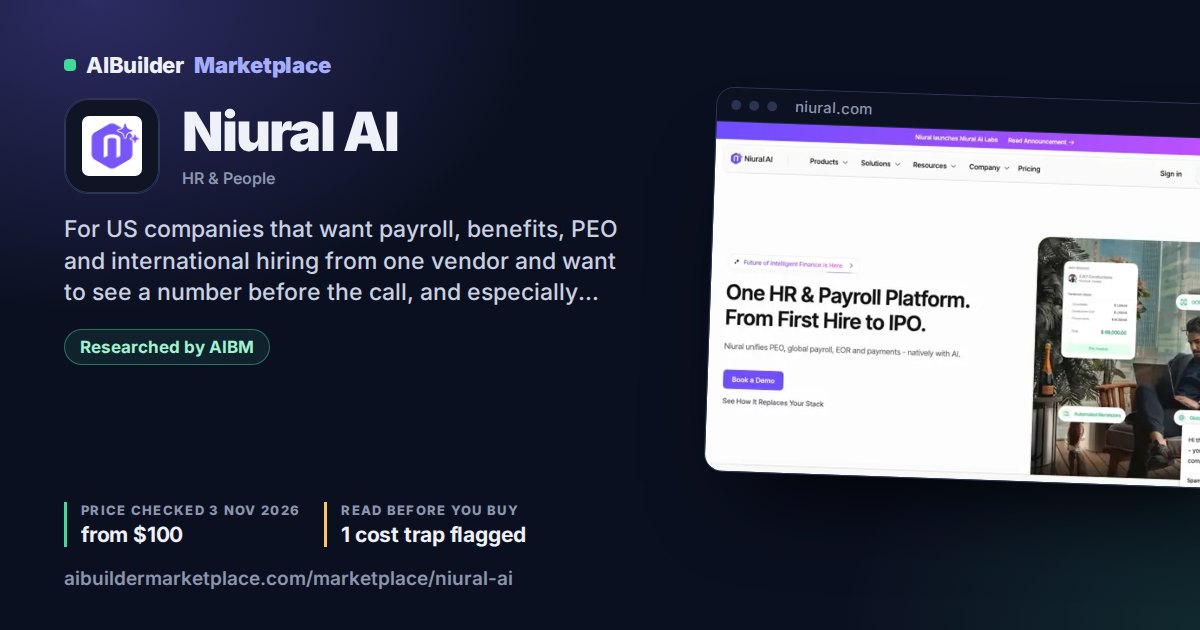 AIBuilder Marketplace
Niural AI
HR & People
For US companies that want payroll, benefits, PEO
and international hiring from one vendor and want
to see a number before the call, and especially...
Researched by AIBM
PRICE CHECKED 3 NOV 2026
from $100
READ BEFORE YOU BUY
1 cost trap flagged
aibuildermarketplace.com/marketplace/niural-ai
niural.com
Niural launches Niural AI Labs Read Announcement →
Niural AI Products Solutions Resources Company Pricing Sign in
Future of Intelligent Finance is Here
One HR & Payroll Platform.
From First Hire to IPO.
Niural unifies PEO, global payroll, EOR and payments - natively with AI.
Book a Demo
See How It Replaces Your Stack
Automated Reminders